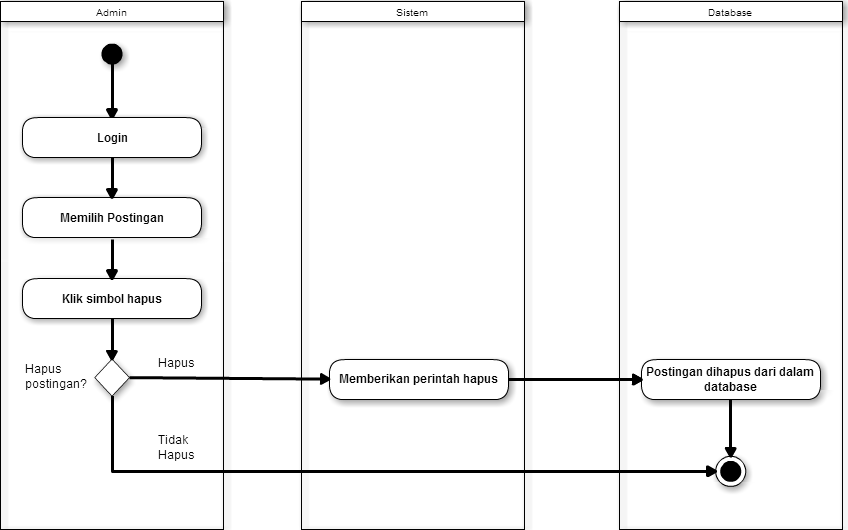 Admin
Sistem
Database
Login
Memilih Postingan
Klik simbol hapus
Hapus
postingan?
Hapus
Memberikan perintah hapus
Postingan dihapus dari dalam
database
Tidak
Hapus